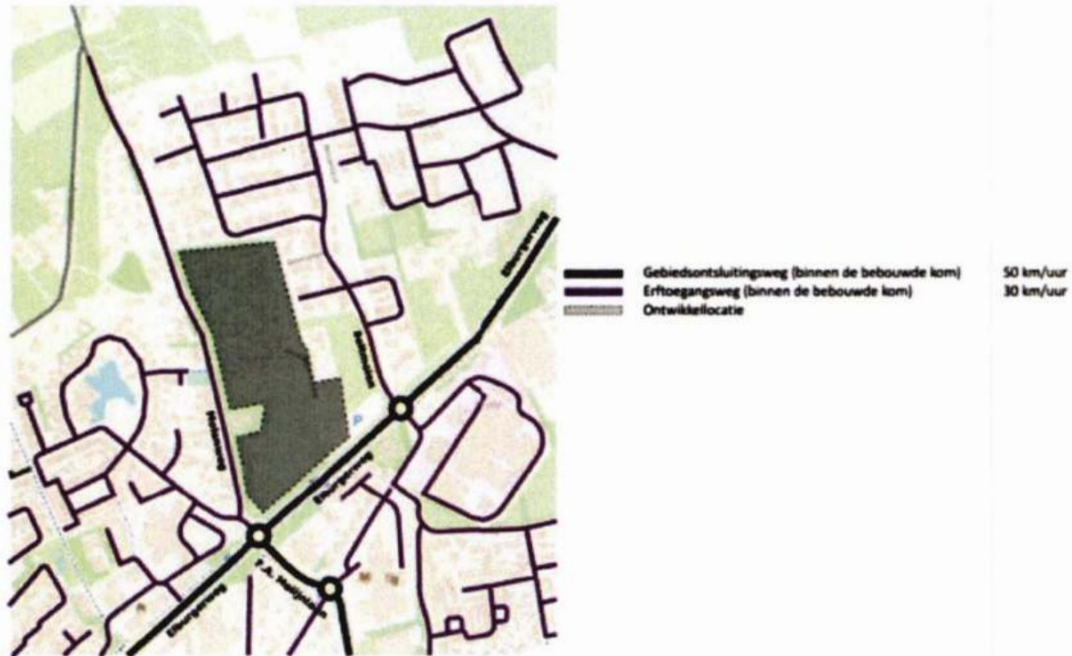 Elburgerweg
Gebiedsontsluitingsweg (binnen de bebouwde kom) 50 km/uur
Erftoegangsweg (binnen de bebouwde kom) 30 km/uur
Ontwikkellocatie
P
Elburgerweg
Elburgerweg